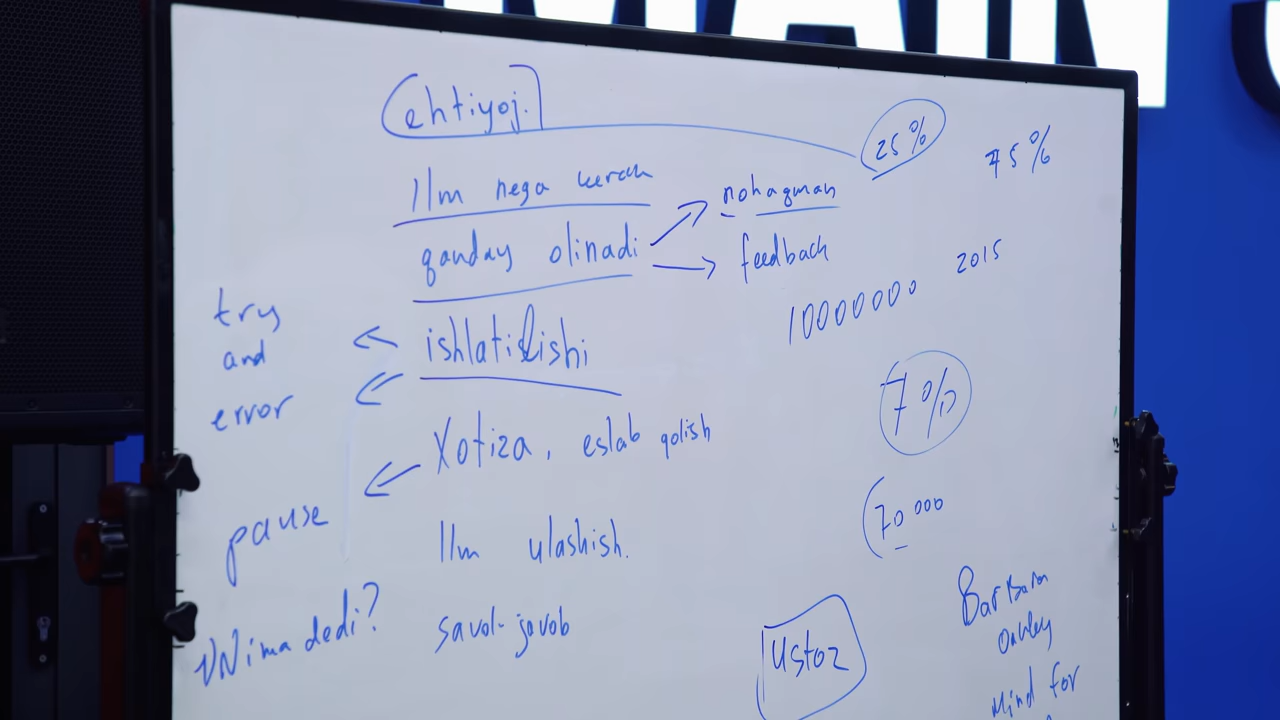 MAIN
ehtiyoj.
25%
75%
Ilm nega kerak
nohaqman
qanday olinadi
feedback
2015
10000000
try
and
error
ishlatilishi
7%
Xotira, eslab qolish
pause
70 000
Ilm ulashish.
Nima dedi?
savol-javob
Ustoz
Barbara
Oakley
Mind for